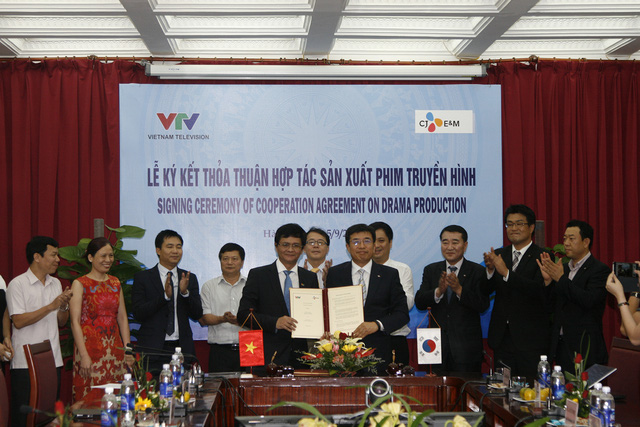 VTV
VIETNAM TELEVISION
CJ E&M
LỄ KÝ KẾT THỎA THUẬN HỢP TÁC SẢN XUẤT PHIM TRUYỀN HÌNH
SIGNING CEREMONY OF COOPERATION AGREEMENT ON DRAMA PRODUCTION